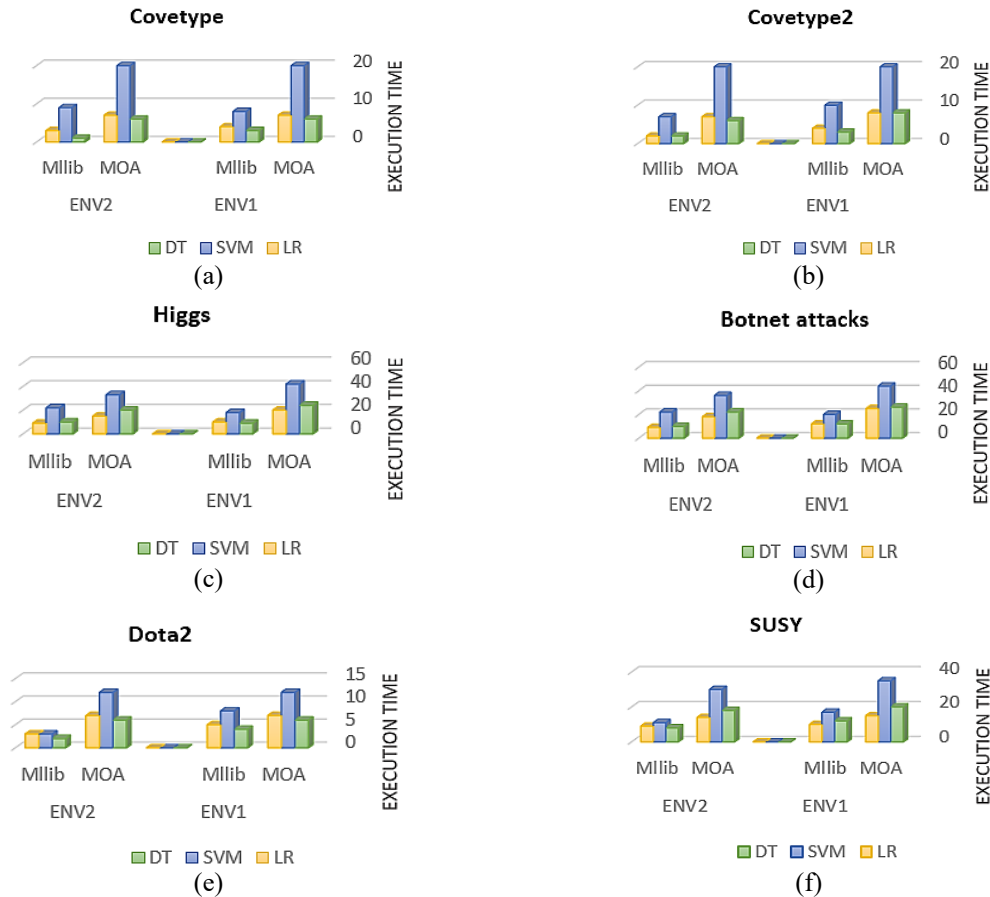 Covetype
20
10
0
EXECUTION TIME
Mllib MOA Mllib MOA
ENV2 ENV1
DT SVM LR
(a)
Covetype2
20
10
0
EXECUTION TIME
Mllib MOA Mllib MOA
ENV2 ENV1
DT SVM LR
(b)
Higgs
60
40
20
0
EXECUTION TIME
Mllib MOA Mllib MOA
ENV2 ENV1
DT SVM LR
(c)
Botnet attacks
60
40
20
0
EXECUTION TIME
Mllib MOA Mllib MOA
ENV2 ENV1
DT SVM LR
(d)
Dota2
15
10
5
0
EXECUTION TIME
Mllib MOA Mllib MOA
ENV2 ENV1
DT SVM LR
(e)
SUSY
40
20
0
EXECUTION TIME
Mllib MOA Mllib MOA
ENV2 ENV1
DT SVM LR
(f)